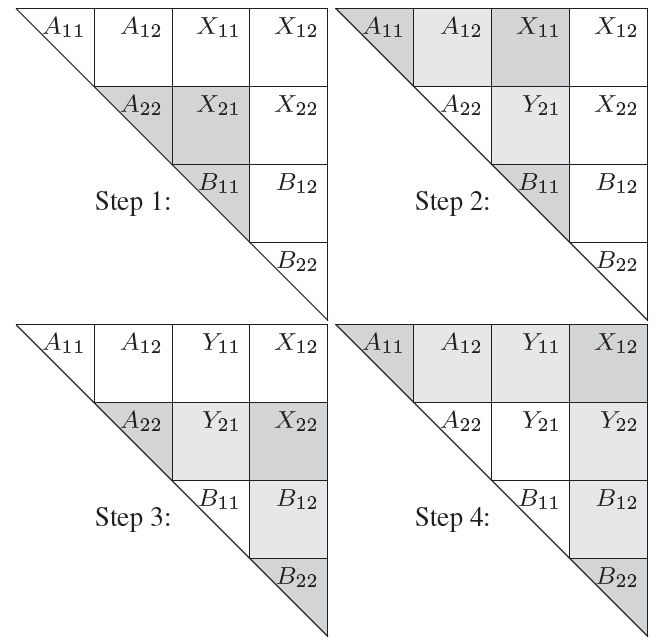 A₁₁ A₁₂ X₁₁ X₁₂
A₂₂ X₂₁ X₂₂
B₁₁ B₁₂
Step 1:
B₂₂
A₁₁ A₁₂ X₁₁ X₁₂
A₂₂ Y₂₁ X₂₂
B₁₁ B₁₂
Step 2:
B₂₂
A₁₁ A₁₂ Y₁₁ X₁₂
A₂₂ Y₂₁ X₂₂
B₁₁ B₁₂
Step 3:
B₂₂
A₁₁ A₁₂ Y₁₁ X₁₂
A₂₂ Y₂₁ Y₂₂
B₁₁ B₁₂
Step 4:
B₂₂